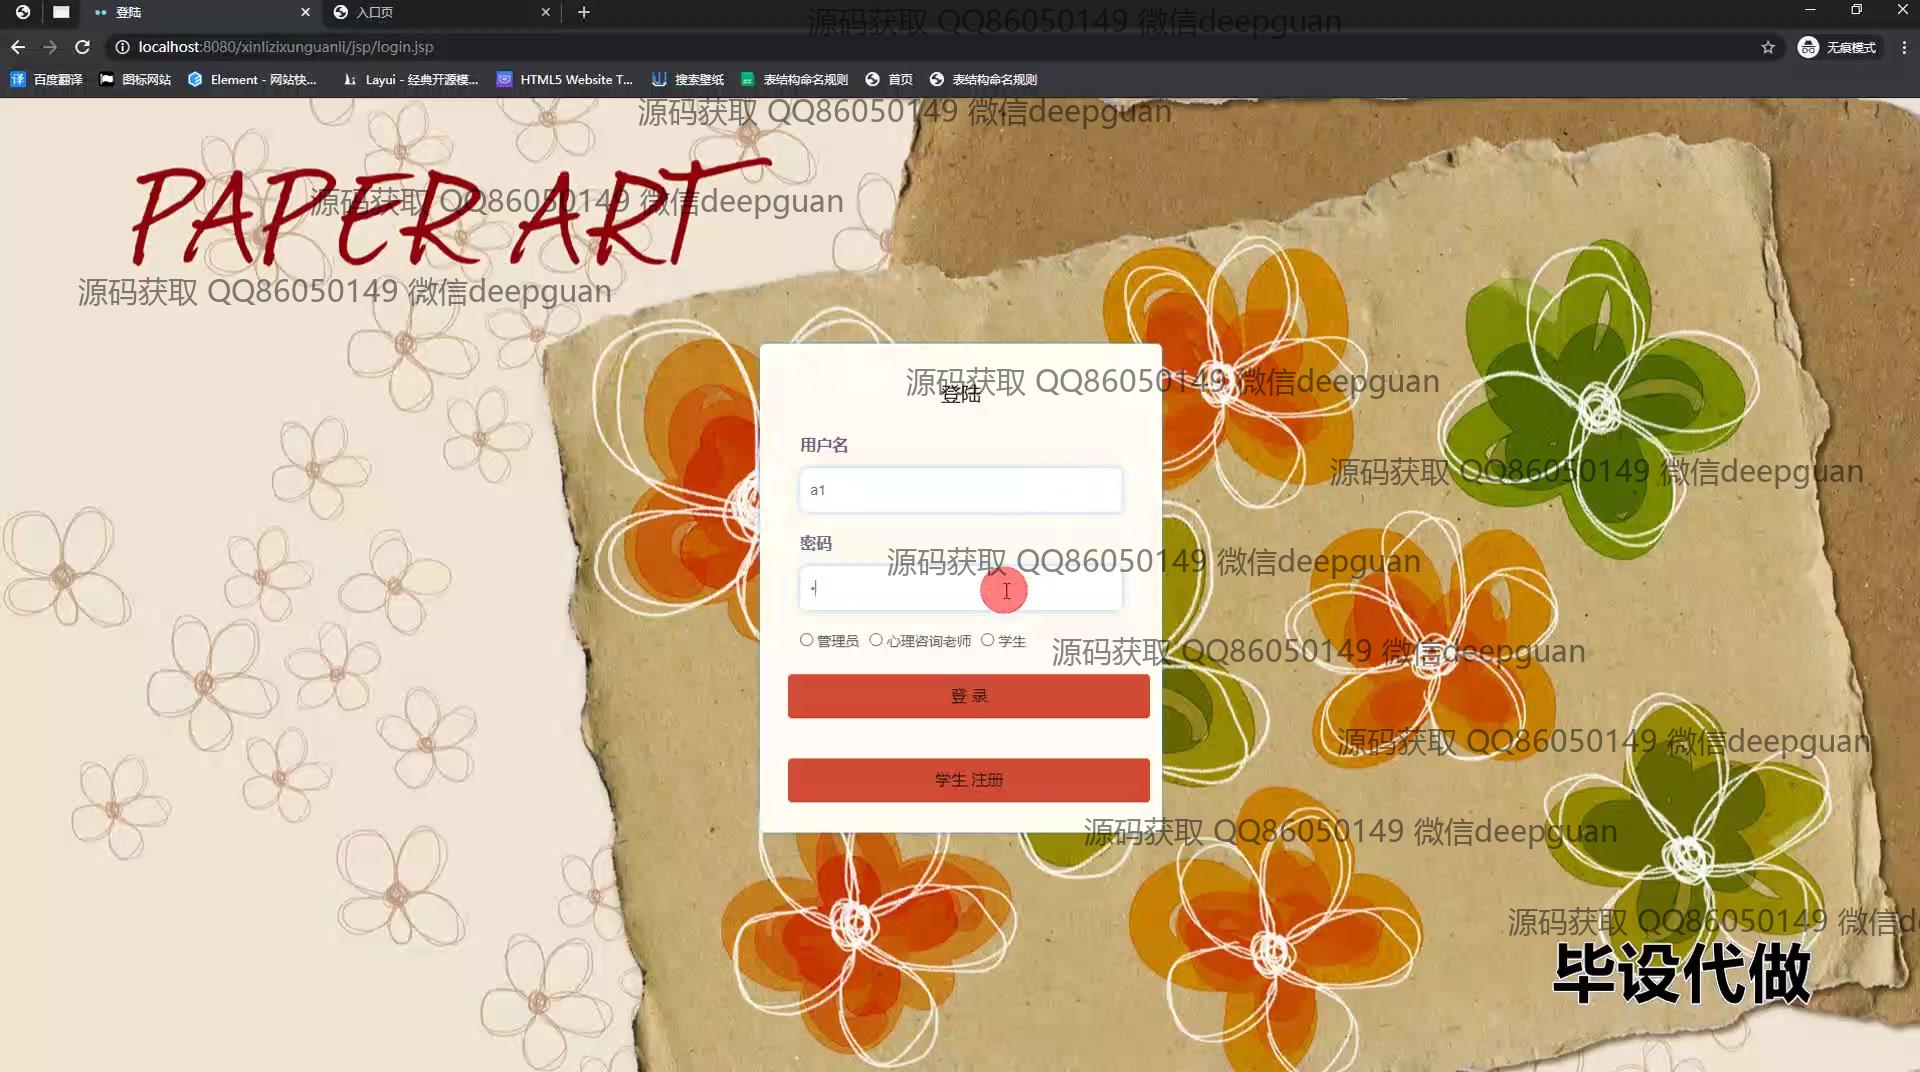 登陆
入口页
localhost:8080/xinlizixunguanli/jsp/login.jsp
无痕模式
百度翻译
图标网站
Element - 网站快...
Layui - 经典开源模...
HTML5 Website T...
搜索壁纸
表结构命名规则
首页
表结构命名规则
源码获取 QQ86050149 微信deepguan
源码获取 QQ86050149 微信deepguan
PAPER ART
源码获取 QQ86050149 微信deepguan
源码获取 QQ86050149 微信deepguan
源码获取 QQ86050149 微信deepguan
登陆
用户名
源码获取 QQ86050149 微信deepguan
a1
密码
源码获取 QQ86050149 微信deepguan
管理员 心理咨询老师 学生
源码获取 QQ86050149 微信deepguan
登 录
源码获取 QQ86050149 微信deepguan
学生 注册
源码获取 QQ86050149 微信deepguan
源码获取 QQ86050149 微信d
毕设代做